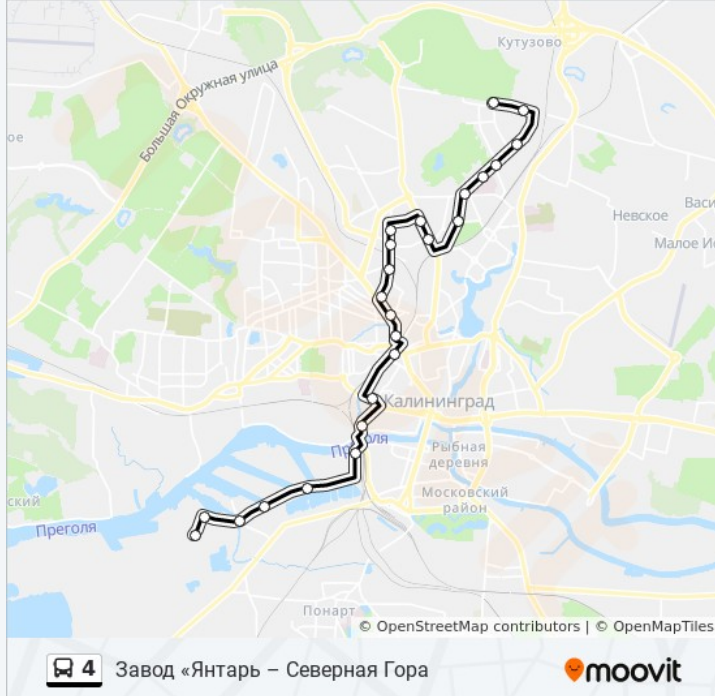 Кутузово
Большая Окружная улица
ое
Васи
Невское
Малое Ис
Калининград
Преголя
Рыбная
деревня
ский
Московский
район
Преголя
Понарт
© OpenStreetMap contributors | © OpenMapTiles
4 Завод «Янтарь – Северная Гора
moovit